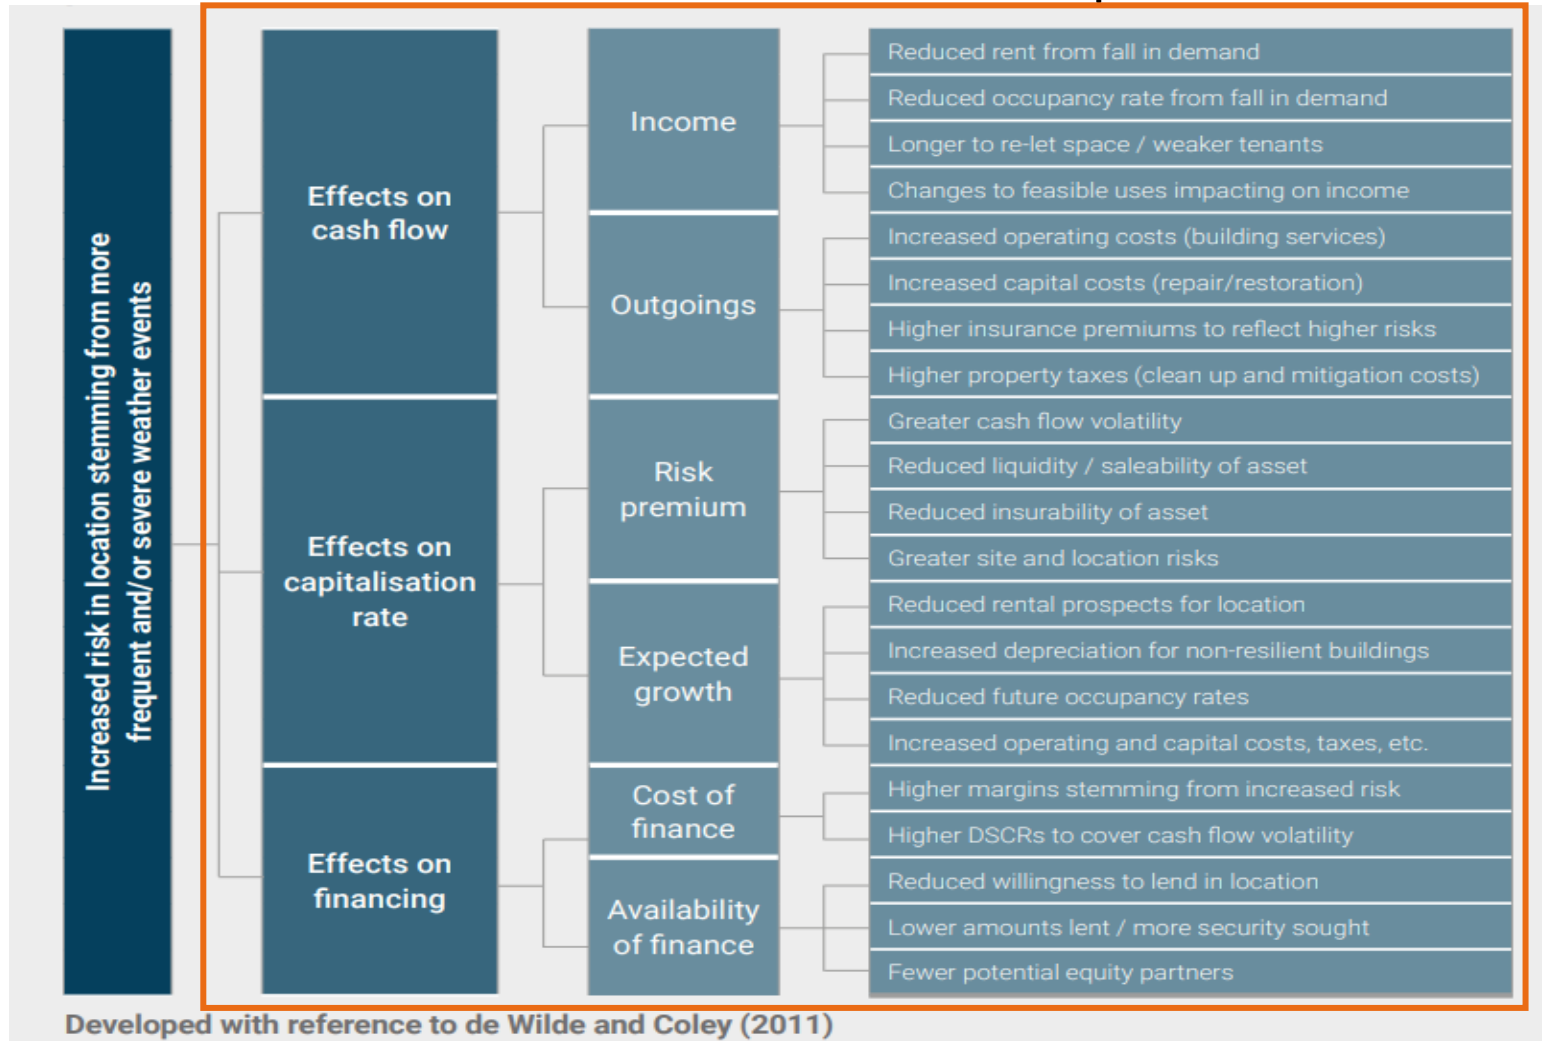 Increased risk in location stemming from more
frequent and/or severe weather events
Effects on
cash flow
Income
Reduced rent from fall in demand
Reduced occupancy rate from fall in demand
Longer to re-let space / weaker tenants
Changes to feasible uses impacting on income
Outgoings
Increased operating costs (building services)
Increased capital costs (repair/restoration)
Higher insurance premiums to reflect higher risks
Higher property taxes (clean up and mitigation costs)
Effects on
capitalisation
rate
Risk
premium
Greater cash flow volatility
Reduced liquidity / saleability of asset
Reduced insurability of asset
Greater site and location risks
Expected
growth
Reduced rental prospects for location
Increased depreciation for non-resilient buildings
Reduced future occupancy rates
Increased operating and capital costs, taxes, etc.
Effects on
financing
Cost of
finance
Higher margins stemming from increased risk
Higher DSCRs to cover cash flow volatility
Availability
of finance
Reduced willingness to lend in location
Lower amounts lent / more security sought
Fewer potential equity partners
Developed with reference to de Wilde and Coley (2011)